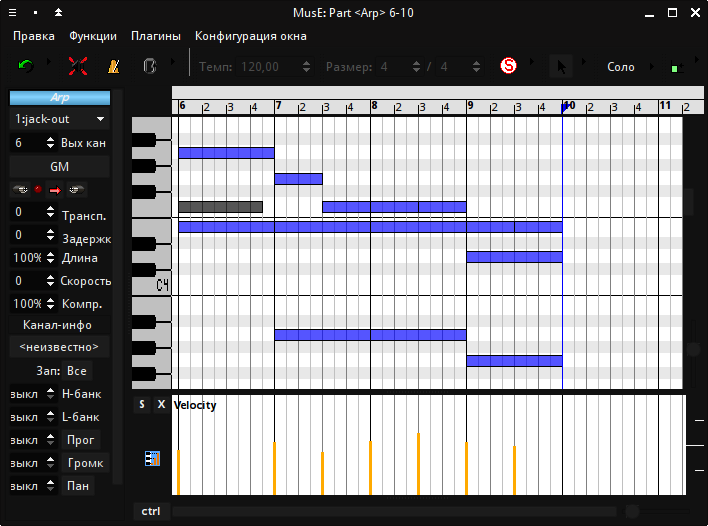 MusE: Part <Arp> 6-10
Правка Функции Плагины Конфигурация окна
Темп: 120,00 Размер: 4 / 4 S Соло
Arp
1:jack-out
6 Вых кан
GM
0 Трансп.
0 Задержк
100% Длина
0 Скорость
100% Компр.
Канал-инфо
<неизвестно>
Зап: Все
выкл H-банк
выкл L-банк
выкл Прог
выкл Громк
выкл Пан
6 2 3 4 7 2 3 4 8 2 3 4 9 2 3 4 10 2 3 4 11 2
C4
S X Velocity
ctrl